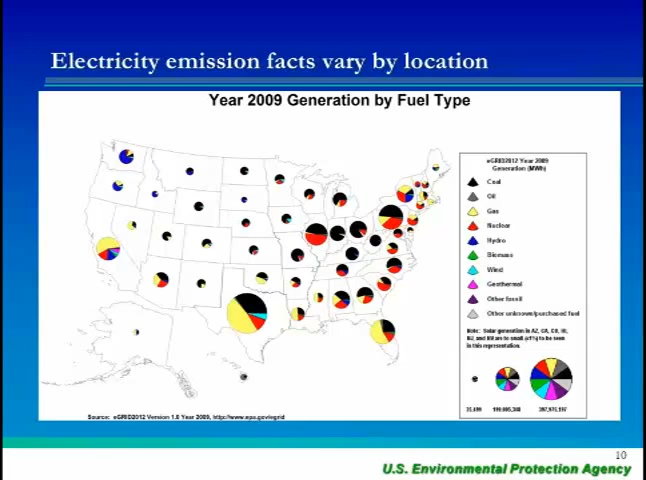 Electricity emission facts vary by location
Year 2009 Generation by Fuel Type
eGRID2012 Year 2009
Generation (MWh)
Coal
Oil
Gas
Nuclear
Hydro
Biomass
Wind
Geothermal
Other fossil
Other unknown/purchased fuel
Note: Solar generation in AZ, CA, CO,
NJ, and NV are to small (<1%) to be seen
in this representation.
Source: eGRID2012 Version 1.0 Year 2009, http://www.epa.gov/egrid
10
U.S. Environmental Protection Agency